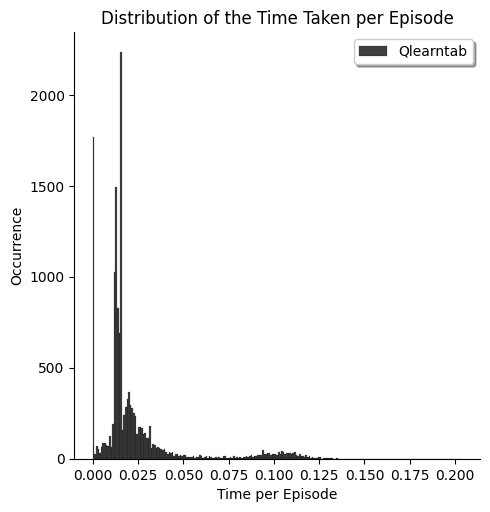 Distribution of the Time Taken per Episode
Qlearntab
2000
1500
1000
500
0
Occurrence
0.000 0.025 0.050 0.075 0.100 0.125 0.150 0.175 0.200
Time per Episode